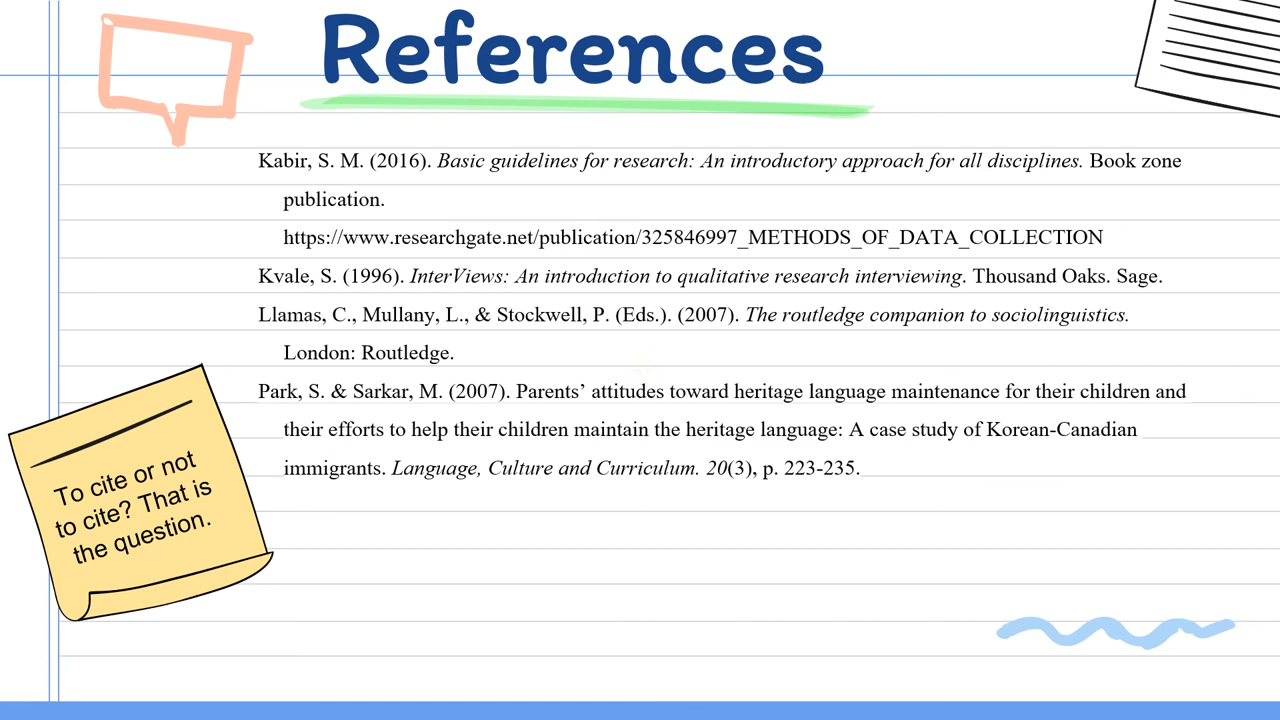 References
Kabir, S. M. (2016). Basic guidelines for research: An introductory approach for all disciplines. Book zone
publication.
https://www.researchgate.net/publication/325846997_METHODS_OF_DATA_COLLECTION
Kvale, S. (1996). InterViews: An introduction to qualitative research interviewing. Thousand Oaks. Sage.
Llamas, C., Mullany, L., & Stockwell, P. (Eds.). (2007). The routledge companion to sociolinguistics.
London: Routledge.
Park, S. & Sarkar, M. (2007). Parents’ attitudes toward heritage language maintenance for their children and
their efforts to help their children maintain the heritage language: A case study of Korean-Canadian
immigrants. Language, Culture and Curriculum. 20(3), p. 223-235.
To cite or not
to cite? That is
the question.